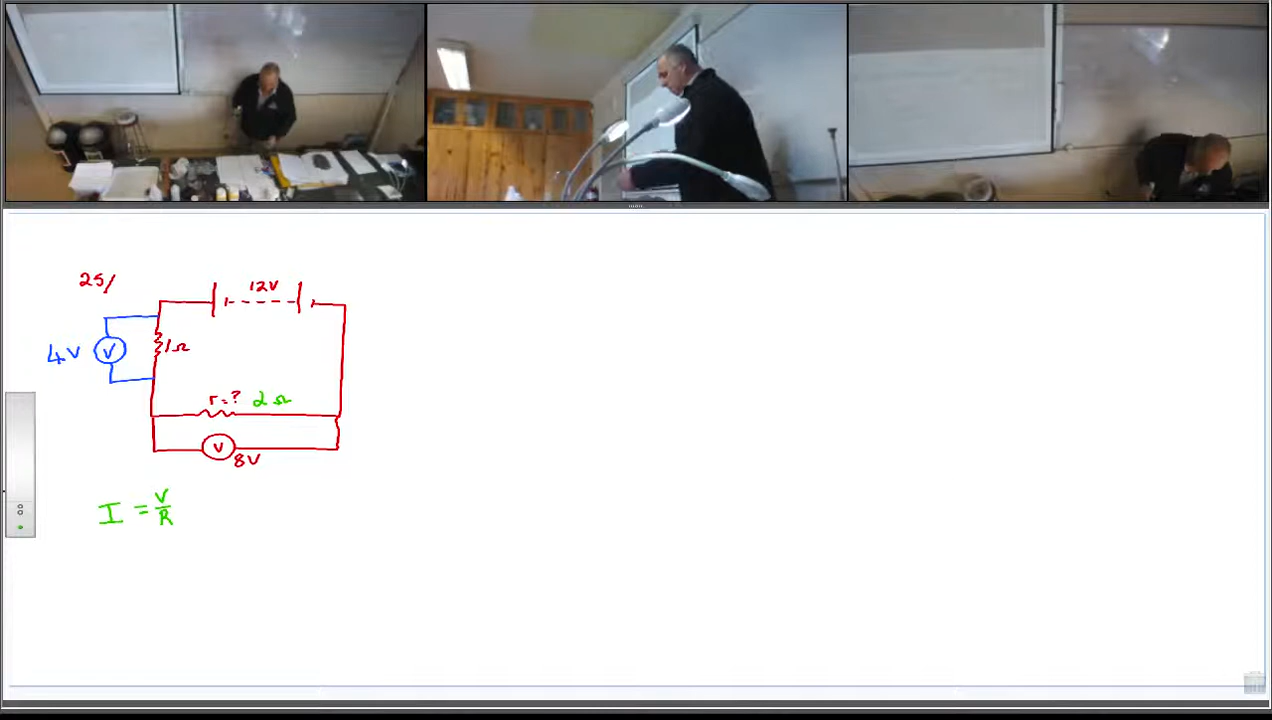 25/
12V
4V
V
1Ω
r=? 2Ω
V
8V
I = V/R